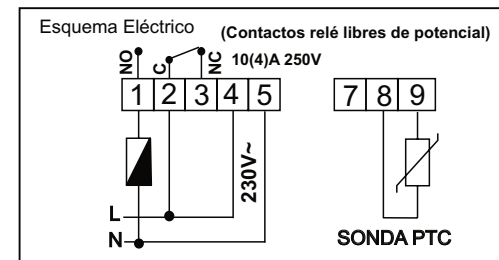 Esquema Eléctrico
(Contactos relé libres de potencial)
NO
C
NC
10(4)A 250V
1 2 3 4 5
7 8 9
230V~
L
N
SONDA PTC